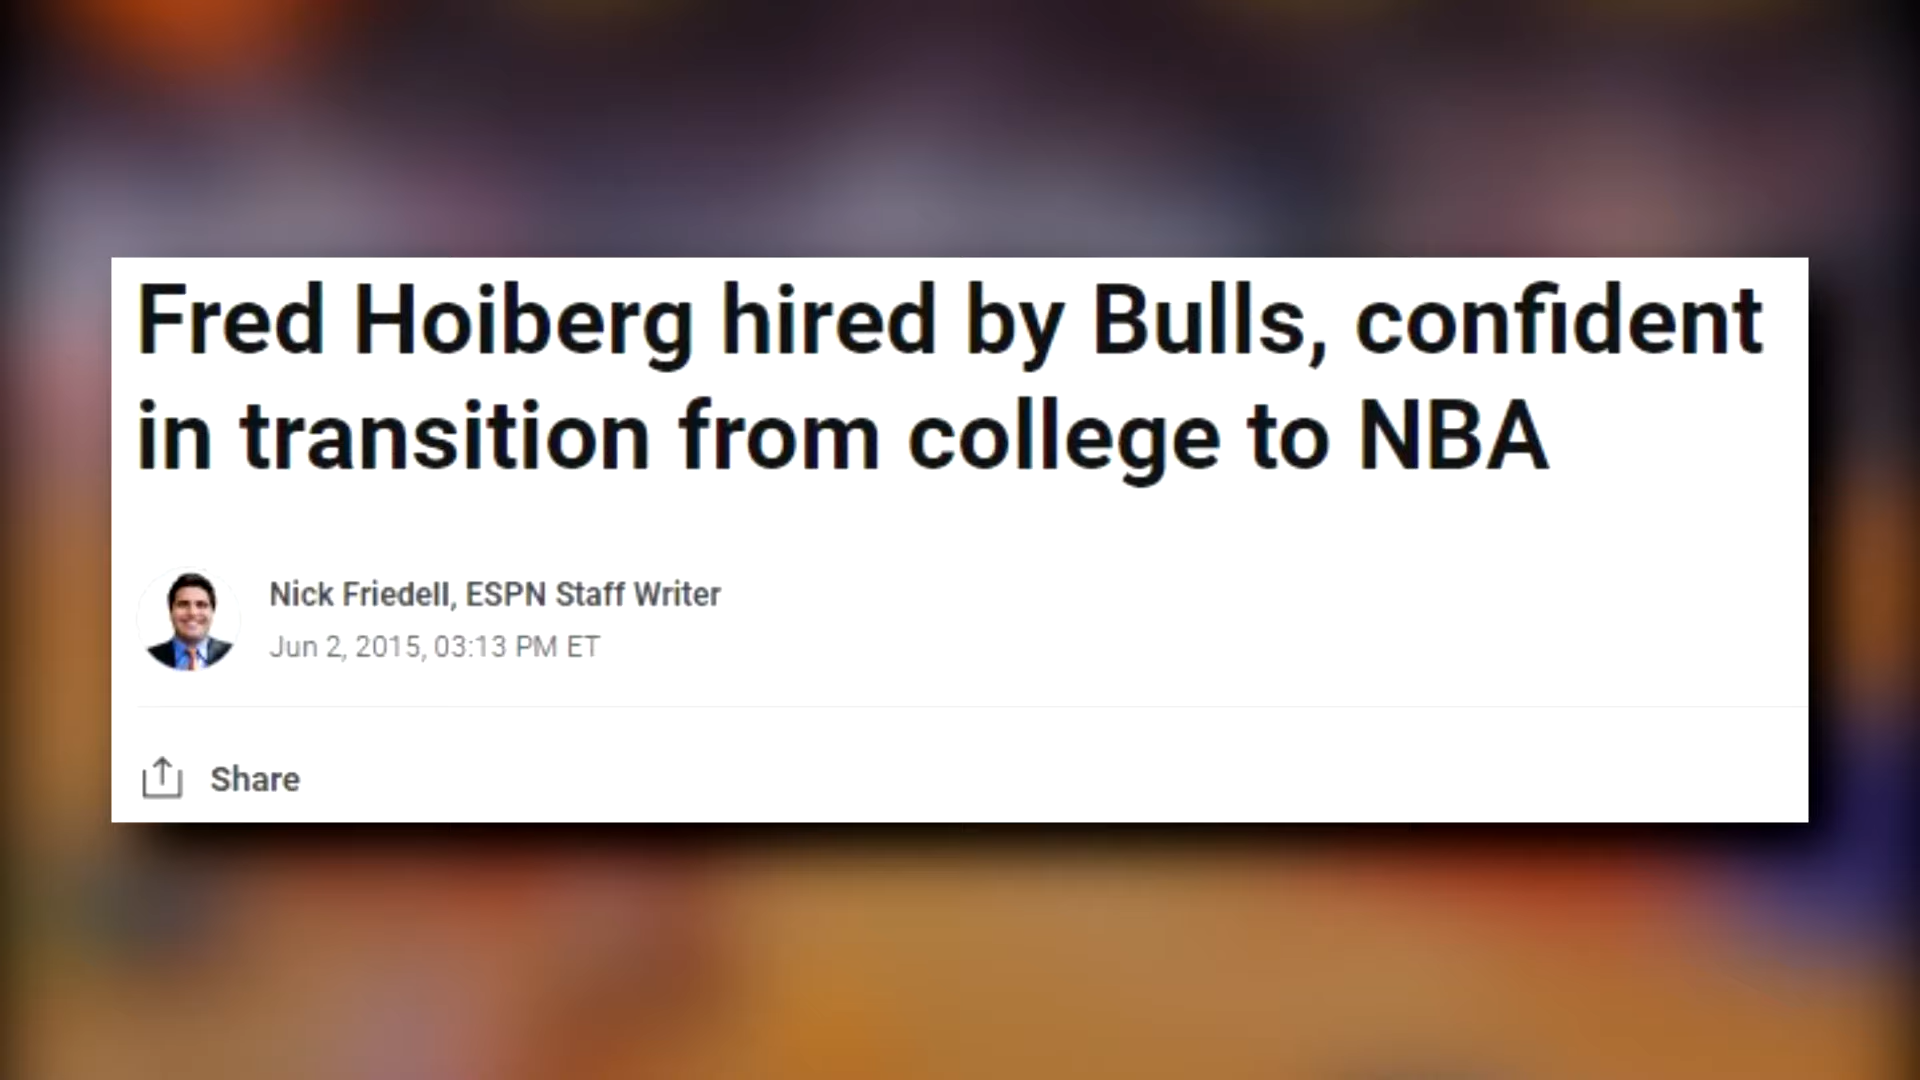 Fred Hoiberg hired by Bulls, confident
in transition from college to NBA
Nick Friedell, ESPN Staff Writer
Jun 2, 2015, 03:13 PM ET
Share